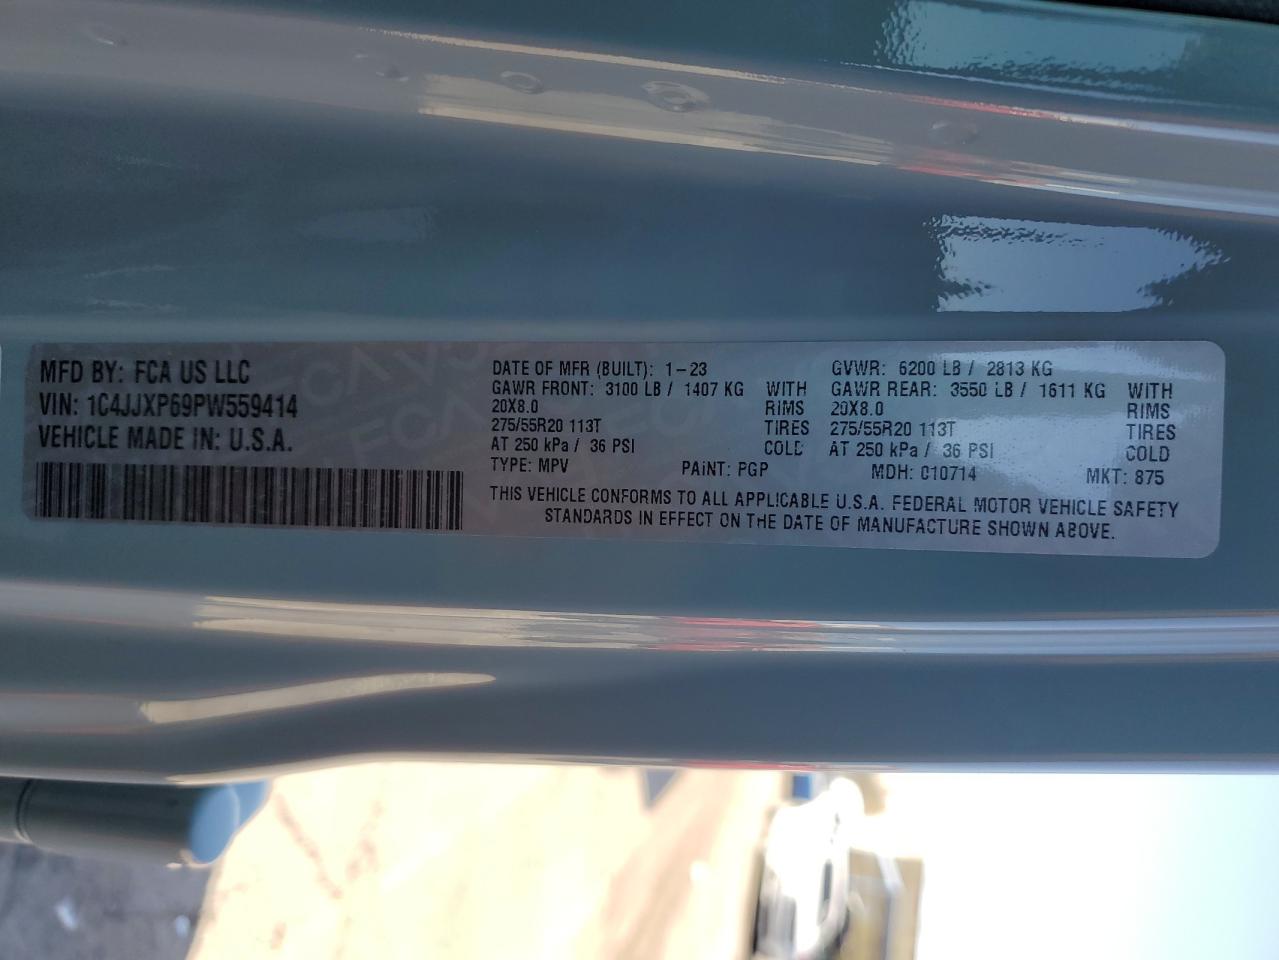 MFD BY: FCA US LLC
VIN: 1C4JJXP69PW559414
VEHICLE MADE IN: U.S.A.
DATE OF MFR (BUILT): 1-23 GVWR: 6200 LB / 2813 KG
GAWR FRONT: 3100 LB / 1407 KG WITH GAWR REAR: 3550 LB / 1611 KG WITH
20X8.0 RIMS 20X8.0 RIMS
275/55R20 113T TIRES 275/55R20 113T TIRES
AT 250 kPa / 36 PSI COLD AT 250 kPa / 36 PSI COLD
TYPE: MPV PAINT: PGP MDH: 010714 MKT: 875
THIS VEHICLE CONFORMS TO ALL APPLICABLE U.S.A. FEDERAL MOTOR VEHICLE SAFETY
STANDARDS IN EFFECT ON THE DATE OF MANUFACTURE SHOWN ABOVE.